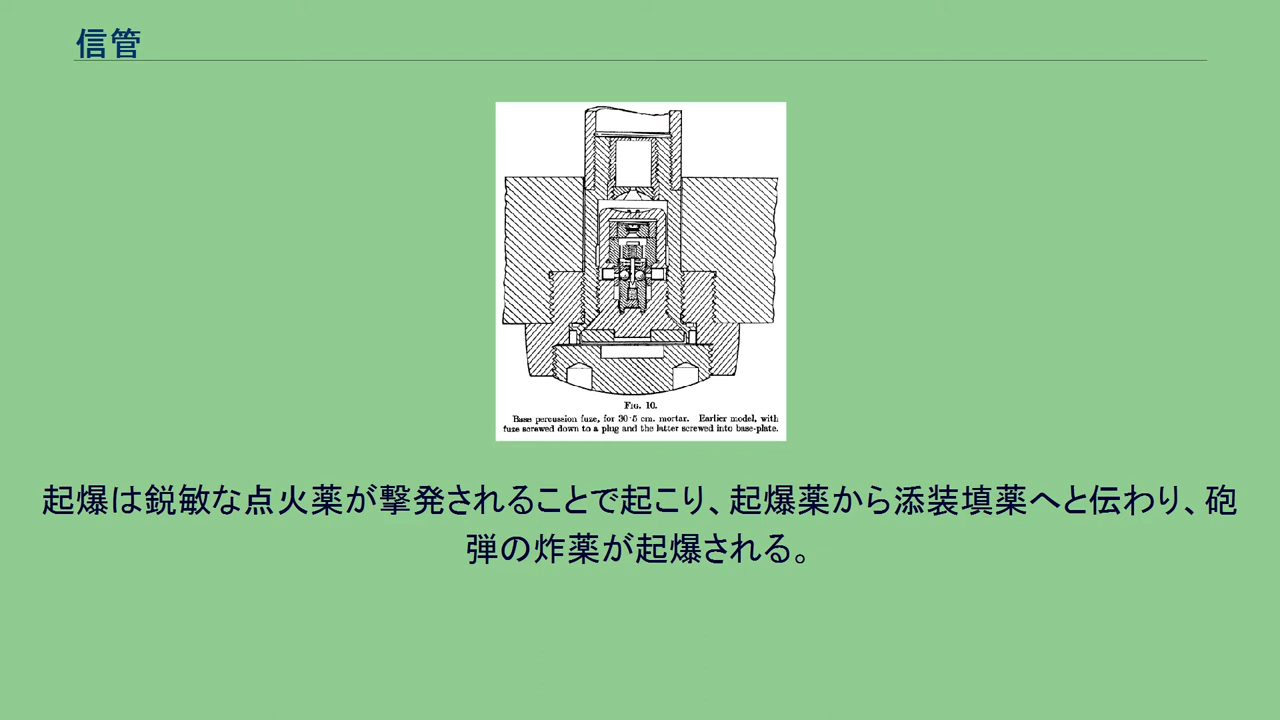 信管
FIG. 10.
Base percussion fuze, for 30·5 cm. mortar. Earlier model, with
fuze screwed down to a plug and the latter screwed into base-plate.
起爆は鋭敏な点火薬が撃発されることで起こり、起爆薬から添装填薬へと伝わり、砲
弾の炸薬が起爆される。